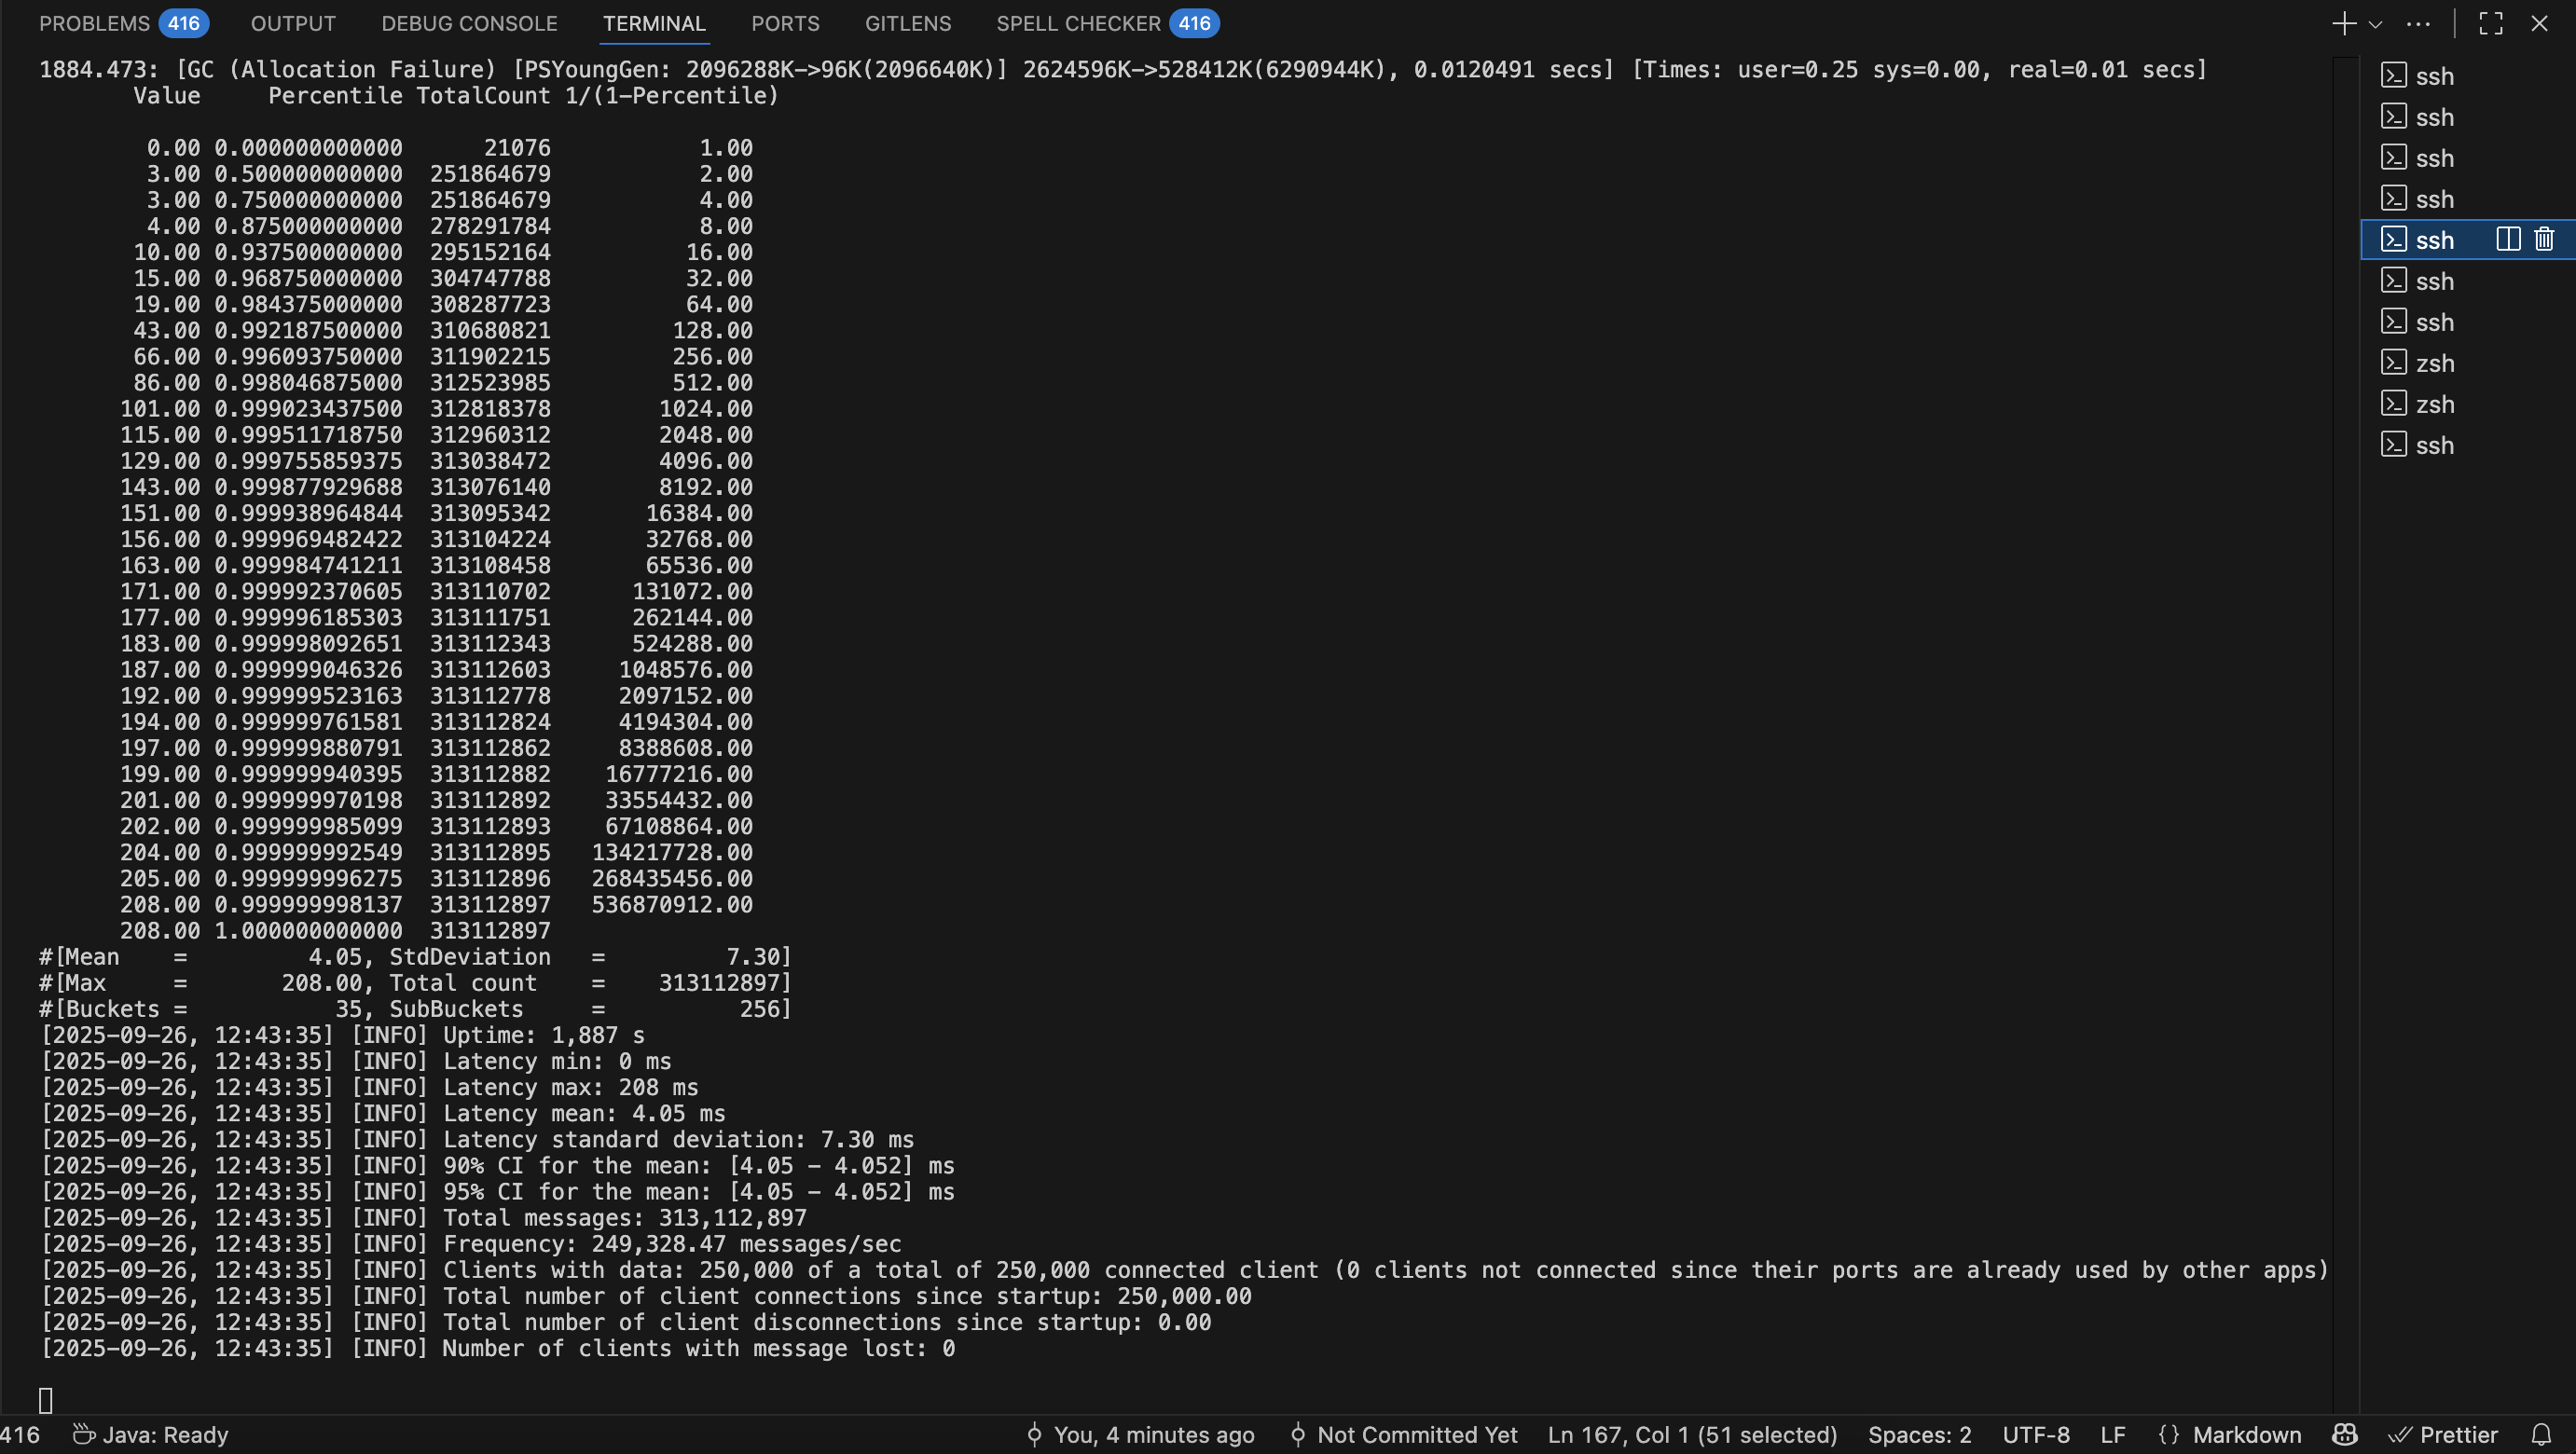 PROBLEMS 416 OUTPUT DEBUG CONSOLE TERMINAL PORTS GITLENS SPELL CHECKER 416
1884.473: [GC (Allocation Failure) [PSYoungGen: 2096288K->96K(2096640K)] 2624596K->528412K(6290944K), 0.0120491 secs] [Times: user=0.25 sys=0.00, real=0.01 secs]
       Value     Percentile TotalCount 1/(1-Percentile)
        0.00 0.000000000000      21076           1.00
        3.00 0.500000000000  251864679           2.00
        3.00 0.750000000000  251864679           4.00
        4.00 0.875000000000  278291784           8.00
       10.00 0.937500000000  295152164          16.00
       15.00 0.968750000000  304747788          32.00
       19.00 0.984375000000  308287723          64.00
       43.00 0.992187500000  310680821         128.00
       66.00 0.996093750000  311902215         256.00
       86.00 0.998046875000  312523985         512.00
      101.00 0.999023437500  312818378        1024.00
      115.00 0.999511718750  312960312        2048.00
      129.00 0.999755859375  313038472        4096.00
      143.00 0.999877929688  313076140        8192.00
      151.00 0.999938964844  313095342       16384.00
      156.00 0.999969482422  313104224       32768.00
      163.00 0.999984741211  313108458       65536.00
      171.00 0.999992370605  313110702      131072.00
      177.00 0.999996185303  313111751      262144.00
      183.00 0.999998092651  313112343      524288.00
      187.00 0.999999046326  313112603     1048576.00
      192.00 0.999999523163  313112778     2097152.00
      194.00 0.999999761581  313112824     4194304.00
      197.00 0.999999880791  313112862     8388608.00
      199.00 0.999999940395  313112882    16777216.00
      201.00 0.999999970198  313112892    33554432.00
      202.00 0.999999985099  313112893    67108864.00
      204.00 0.999999992549  313112895   134217728.00
      205.00 0.999999996275  313112896   268435456.00
      208.00 0.999999998137  313112897   536870912.00
      208.00 1.000000000000  313112897
#[Mean    =         4.05, StdDeviation   =         7.30]
#[Max     =       208.00, Total count    =    313112897]
#[Buckets =           35, SubBuckets     =          256]
[2025-09-26, 12:43:35] [INFO] Uptime: 1,887 s
[2025-09-26, 12:43:35] [INFO] Latency min: 0 ms
[2025-09-26, 12:43:35] [INFO] Latency max: 208 ms
[2025-09-26, 12:43:35] [INFO] Latency mean: 4.05 ms
[2025-09-26, 12:43:35] [INFO] Latency standard deviation: 7.30 ms
[2025-09-26, 12:43:35] [INFO] 90% CI for the mean: [4.05 - 4.052] ms
[2025-09-26, 12:43:35] [INFO] 95% CI for the mean: [4.05 - 4.052] ms
[2025-09-26, 12:43:35] [INFO] Total messages: 313,112,897
[2025-09-26, 12:43:35] [INFO] Frequency: 249,328.47 messages/sec
[2025-09-26, 12:43:35] [INFO] Clients with data: 250,000 of a total of 250,000 connected client (0 clients not connected since their ports are already used by other apps)
[2025-09-26, 12:43:35] [INFO] Total number of client connections since startup: 250,000.00
[2025-09-26, 12:43:35] [INFO] Total number of client disconnections since startup: 0.00
[2025-09-26, 12:43:35] [INFO] Number of clients with message lost: 0
ssh
ssh
ssh
ssh
ssh
ssh
ssh
zsh
zsh
ssh
416 Java: Ready You, 4 minutes ago Not Committed Yet Ln 167, Col 1 (51 selected) Spaces: 2 UTF-8 LF {} Markdown Prettier